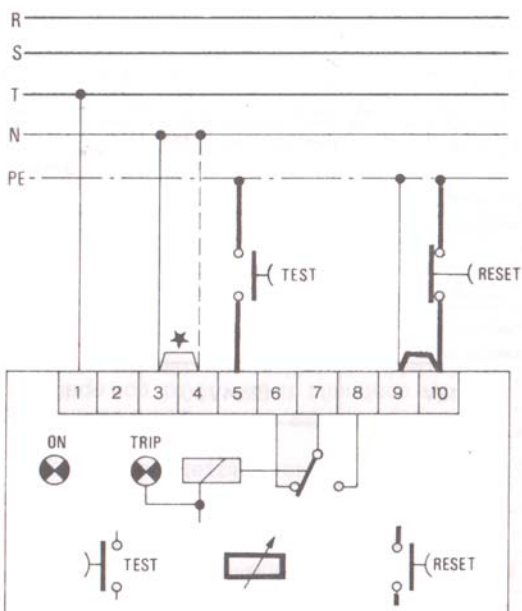 R
S
T
N
PE
TEST
RESET
1 2 3 4 5 6 7 8 9 10
ON
TRIP
TEST
RESET